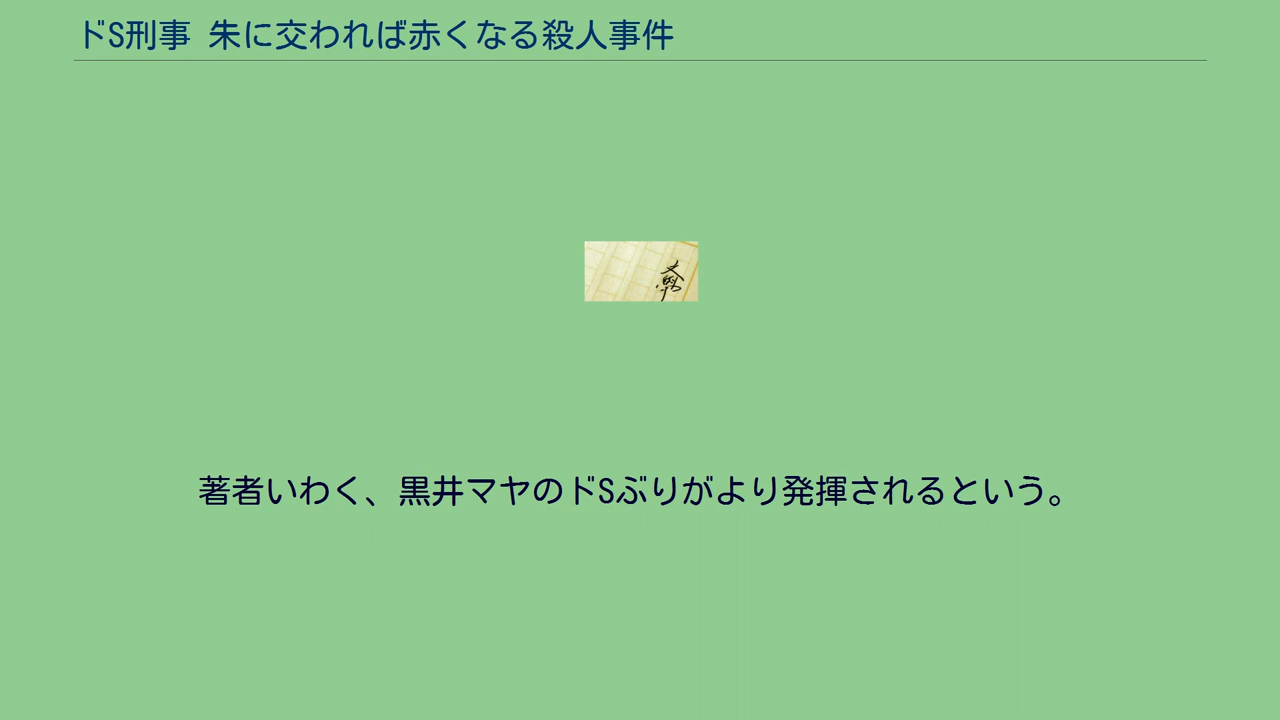 ドS刑事 朱に交われば赤くなる殺人事件
著者いわく、黒井マヤのドSぶりがより発揮されるという。